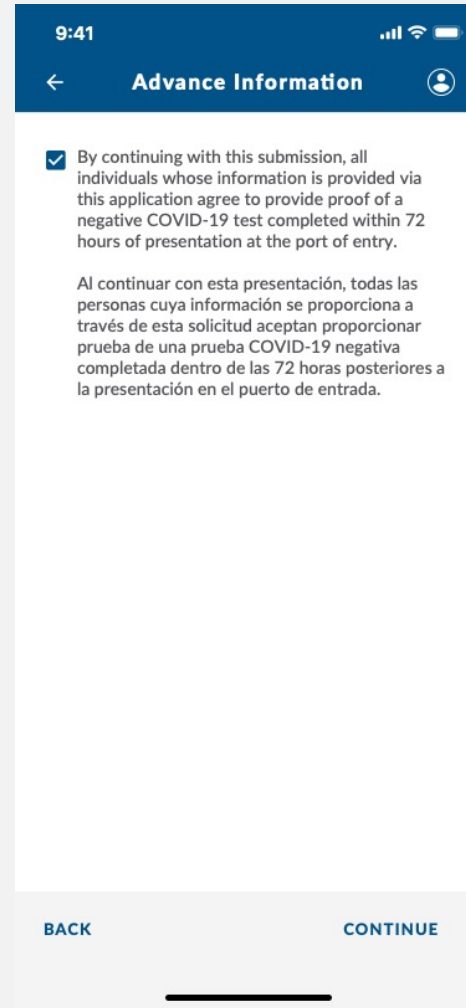 9:41
Advance Information
By continuing with this submission, all
individuals whose information is provided via
this application agree to provide proof of a
negative COVID-19 test completed within 72
hours of presentation at the port of entry.
Al continuar con esta presentación, todas las
personas cuya información se proporciona a
través de esta solicitud aceptan proporcionar
prueba de una prueba COVID-19 negativa
completada dentro de las 72 horas posteriores a
la presentación en el puerto de entrada.
BACK CONTINUE